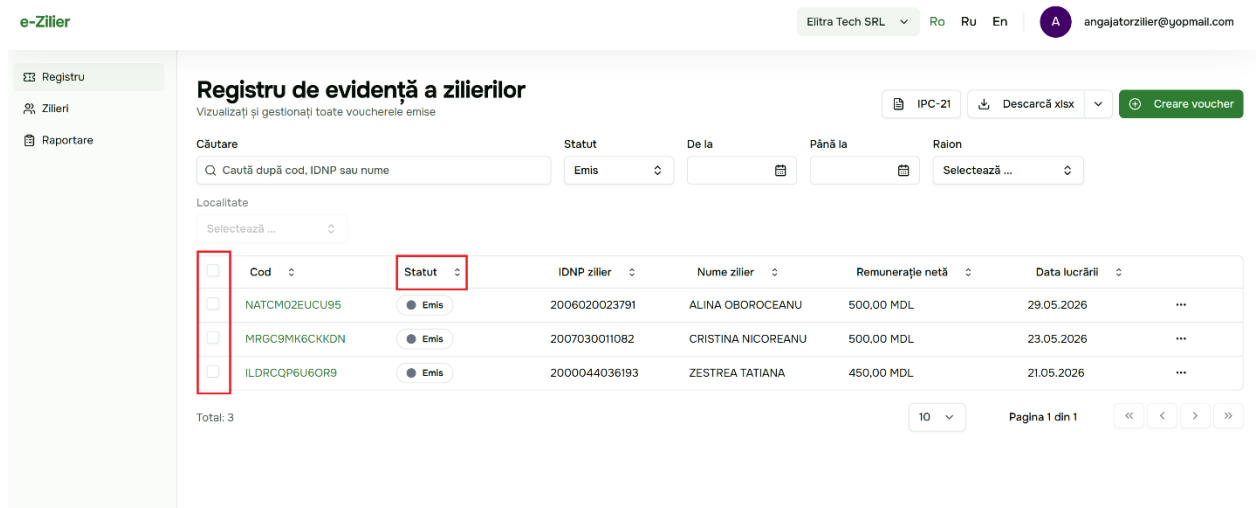 e-Zilier
Elitra Tech SRL Ro Ru En A angajatorzilier@yopmail.com
Registru
Zilieri
Raportare
Registru de evidență a zilierilor
Vizualizați și gestionați toate voucherele emise
IPC-21 Descarcă xlsx Creare voucher
Căutare Statut De la Până la Raion
Caută după cod, IDNP sau nume Emis Selectează ...
Localitate
Selectează ...
Cod Statut IDNP zilier Nume zilier Remunerație netă Data lucrării
NATCM02EUCU95 Emis 2006020023791 ALINA OBOROCEANU 500,00 MDL 29.05.2026 ...
MRGC9MK6CKKDN Emis 2007030011082 CRISTINA NICOREANU 500,00 MDL 23.05.2026 ...
ILDRCQP6U6OR9 Emis 2000044036193 ZESTREA TATIANA 450,00 MDL 21.05.2026 ...
Total: 3 10 Pagina 1 din 1